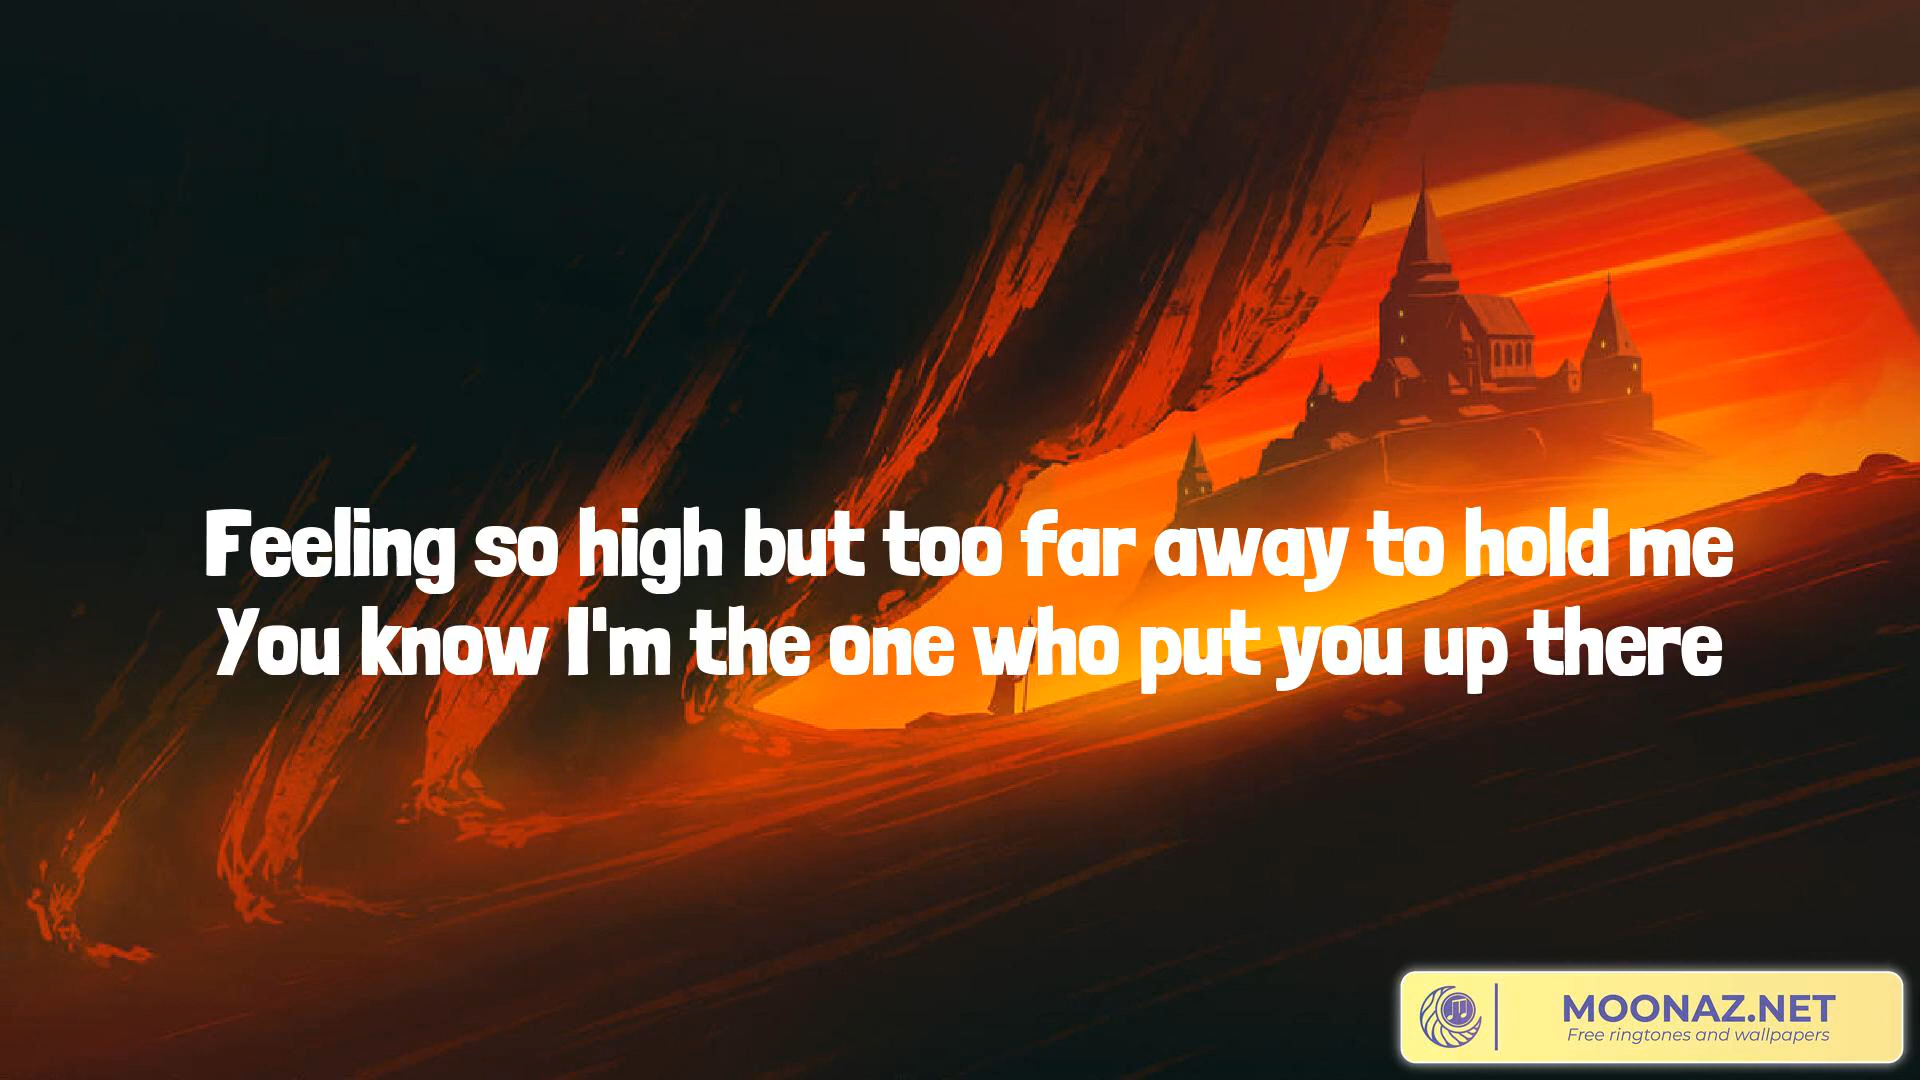 Feeling so high but too far away to hold me
You know I'm the one who put you up there
MOONAZ.NET
Free ringtones and wallpapers